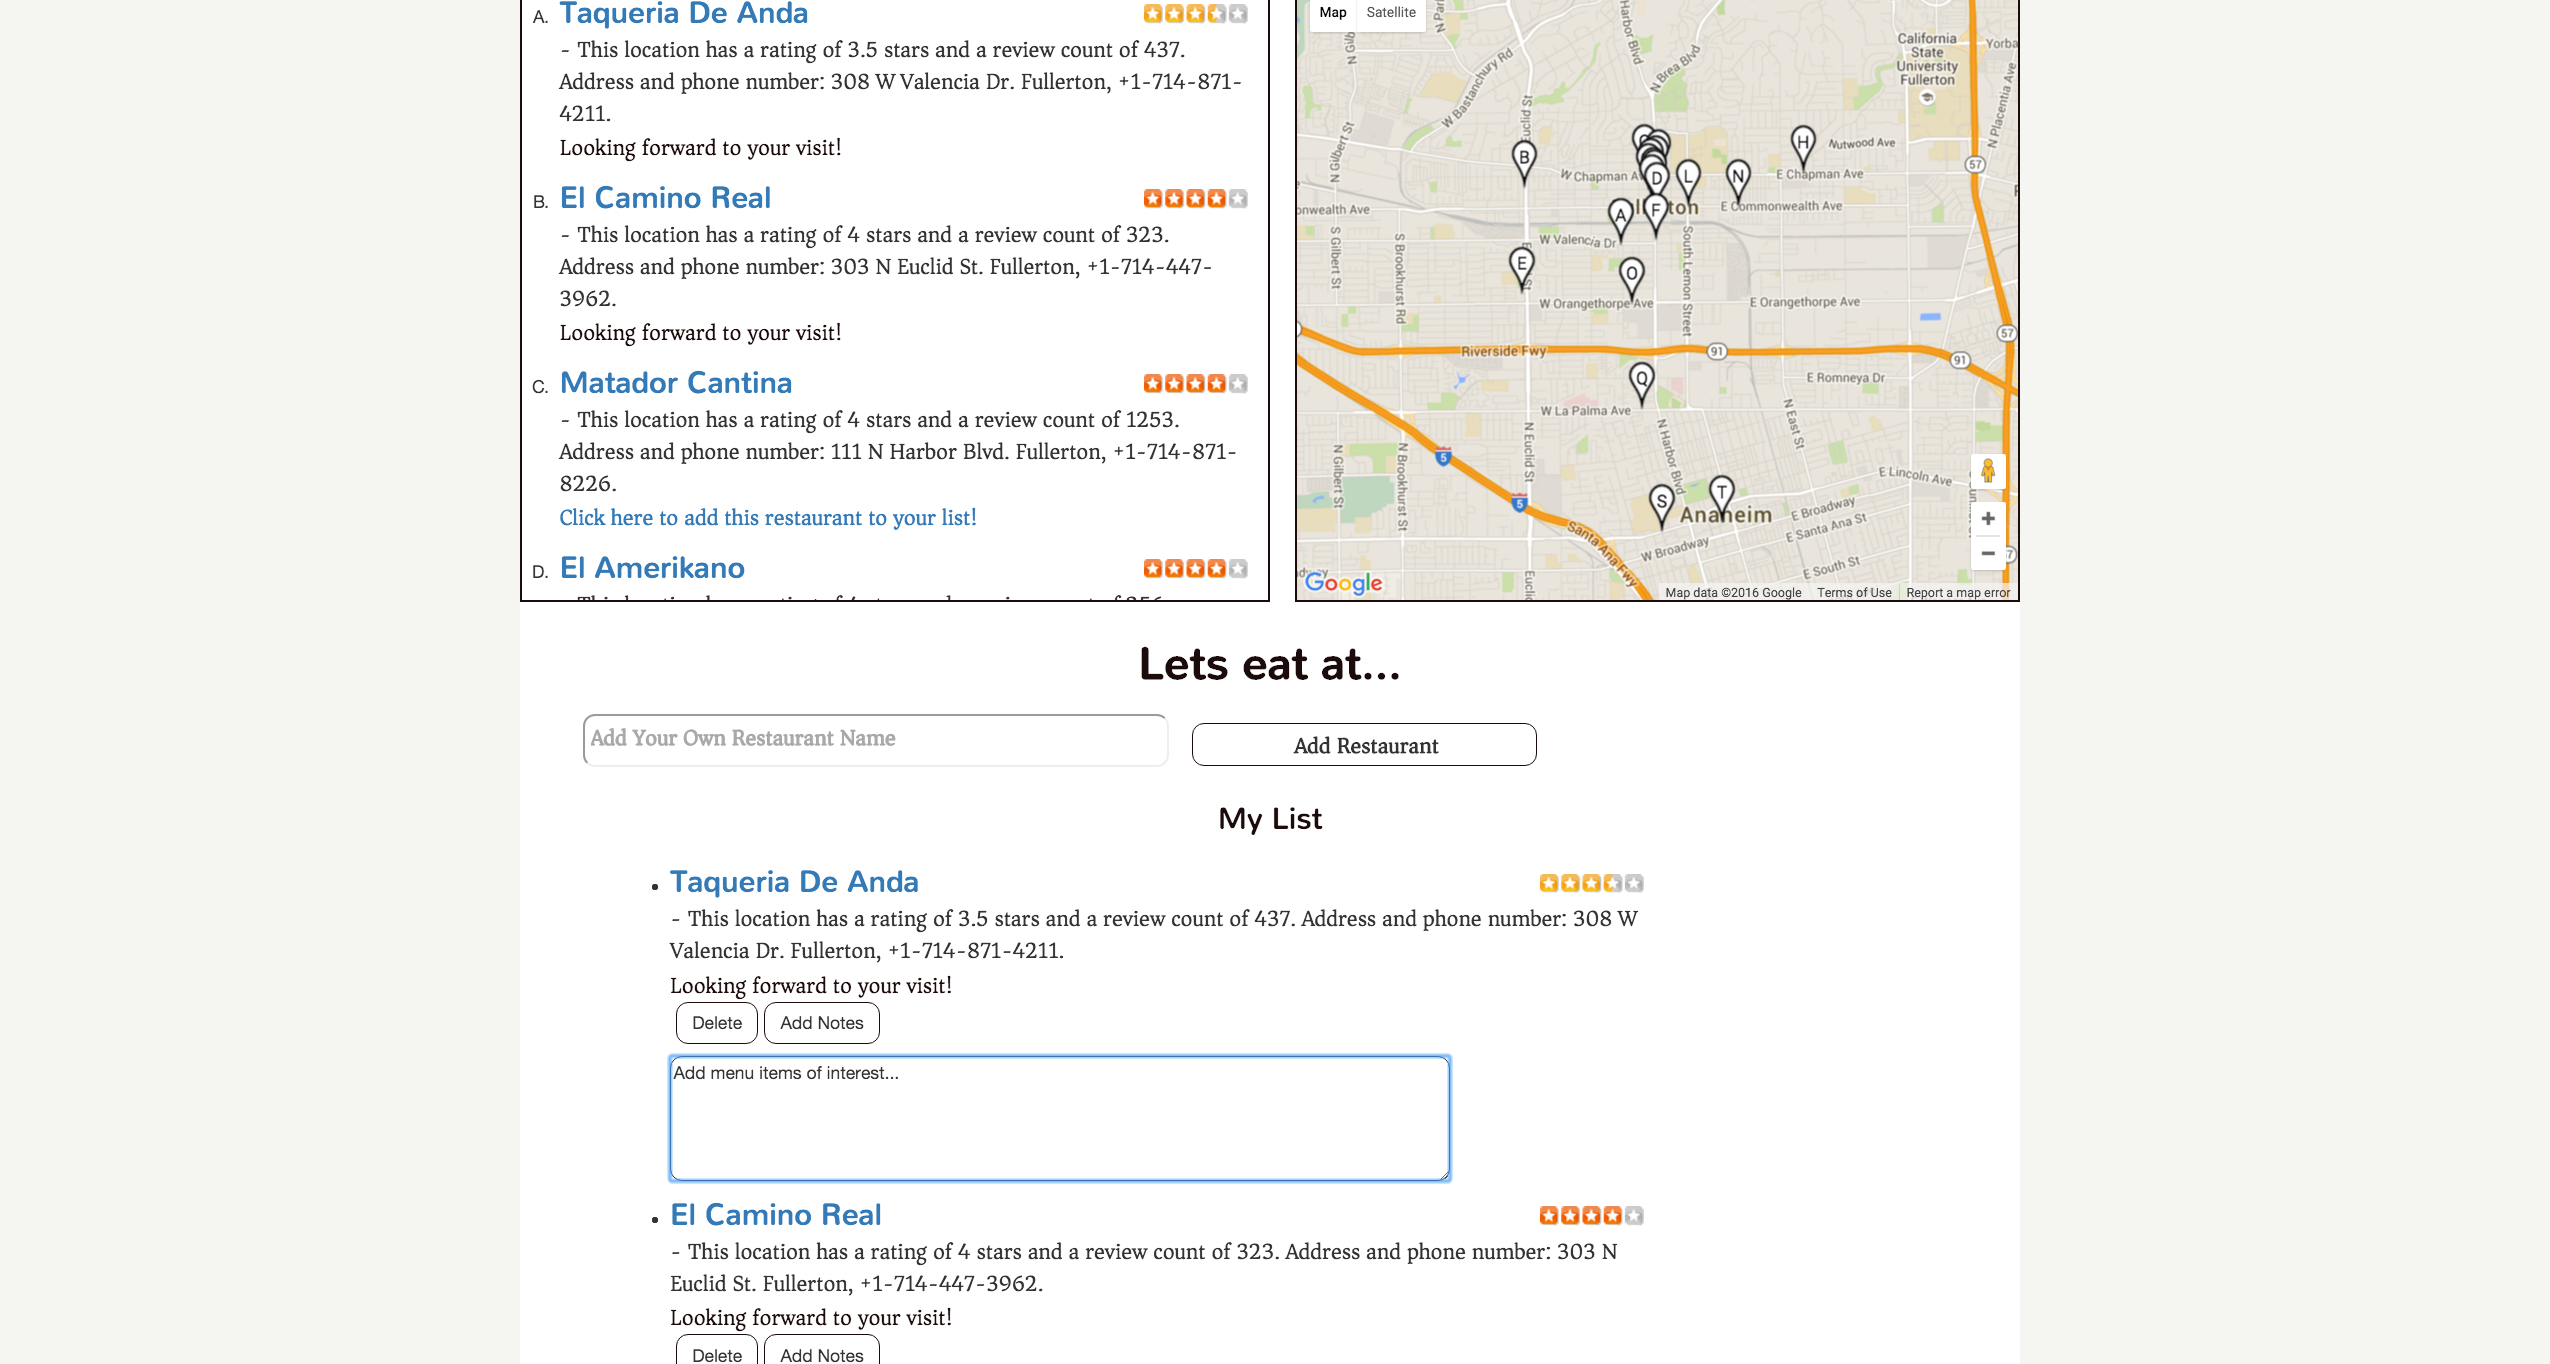 A. Taqueria De Anda
- This location has a rating of 3.5 stars and a review count of 437.
Address and phone number: 308 W Valencia Dr. Fullerton, +1-714-871-
4211.
Looking forward to your visit!
B. El Camino Real
- This location has a rating of 4 stars and a review count of 323.
Address and phone number: 303 N Euclid St. Fullerton, +1-714-447-
3962.
Looking forward to your visit!
C. Matador Cantina
- This location has a rating of 4 stars and a review count of 1253.
Address and phone number: 111 N Harbor Blvd. Fullerton, +1-714-871-
8226.
Click here to add this restaurant to your list!
D. El Amerikano
Map Satellite
N Harbor Blvd
N Brea Blvd
California
State
University
Fullerton
Yorba
W Bastanchury Rd
N Placentia Ave
N Gilbert St
Euclid St
B
H
Nutwood Ave
57
W Chapman
D
L
N
E Chapman Ave
A
F
E Commonwealth Ave
W Valencia Dr
S Gilbert St
S Brookhurst Rd
South Lemon Street
E
O
W Orangethorpe Ave
E Orangethorpe Ave
57
Riverside Fwy
91
91
Q
E Romneya Dr
W La Palma Ave
N East St
N Gilbert St
N Brookhurst St
N Euclid St
N Harbor Blvd
5
E Lincoln Ave
5
S
T
Anaheim
E Broadway
E Santa Ana St
Santa Ana Fwy
W Broadway
E South St
Google
Map data ©2016 Google Terms of Use Report a map error
Lets eat at...
Add Your Own Restaurant Name
Add Restaurant
My List
Taqueria De Anda
- This location has a rating of 3.5 stars and a review count of 437. Address and phone number: 308 W
Valencia Dr. Fullerton, +1-714-871-4211.
Looking forward to your visit!
Delete Add Notes
Add menu items of interest...
El Camino Real
- This location has a rating of 4 stars and a review count of 323. Address and phone number: 303 N
Euclid St. Fullerton, +1-714-447-3962.
Looking forward to your visit!
Delete Add Notes